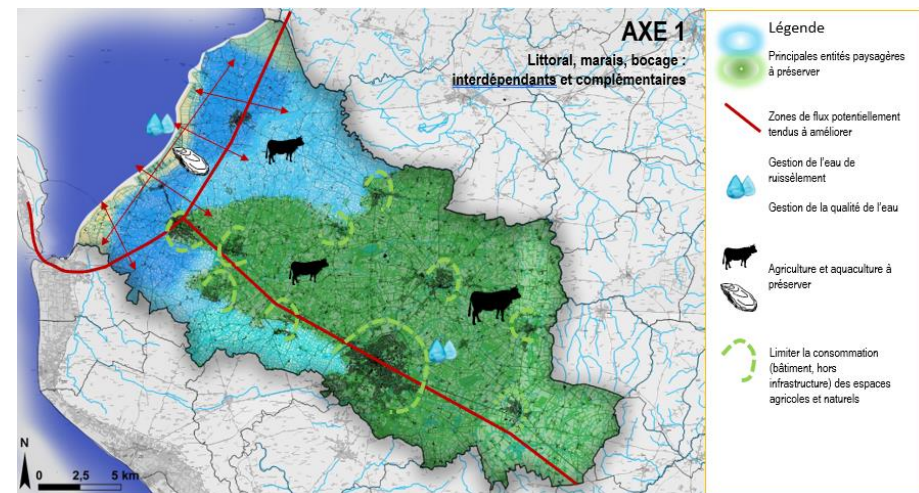 AXE 1
Littoral, marais, bocage :
interdépendants et complémentaires
N
0 2,5 5 km
Légende
Principales entités paysagères
à préserver
Zones de flux potentiellement
tendus à améliorer
Gestion de l'eau de
ruissèlement
Gestion de la qualité de l'eau
Agriculture et aquaculture à
préserver
Limiter la consommation
(bâtiment, hors
infrastructure) des espaces
agricoles et naturels